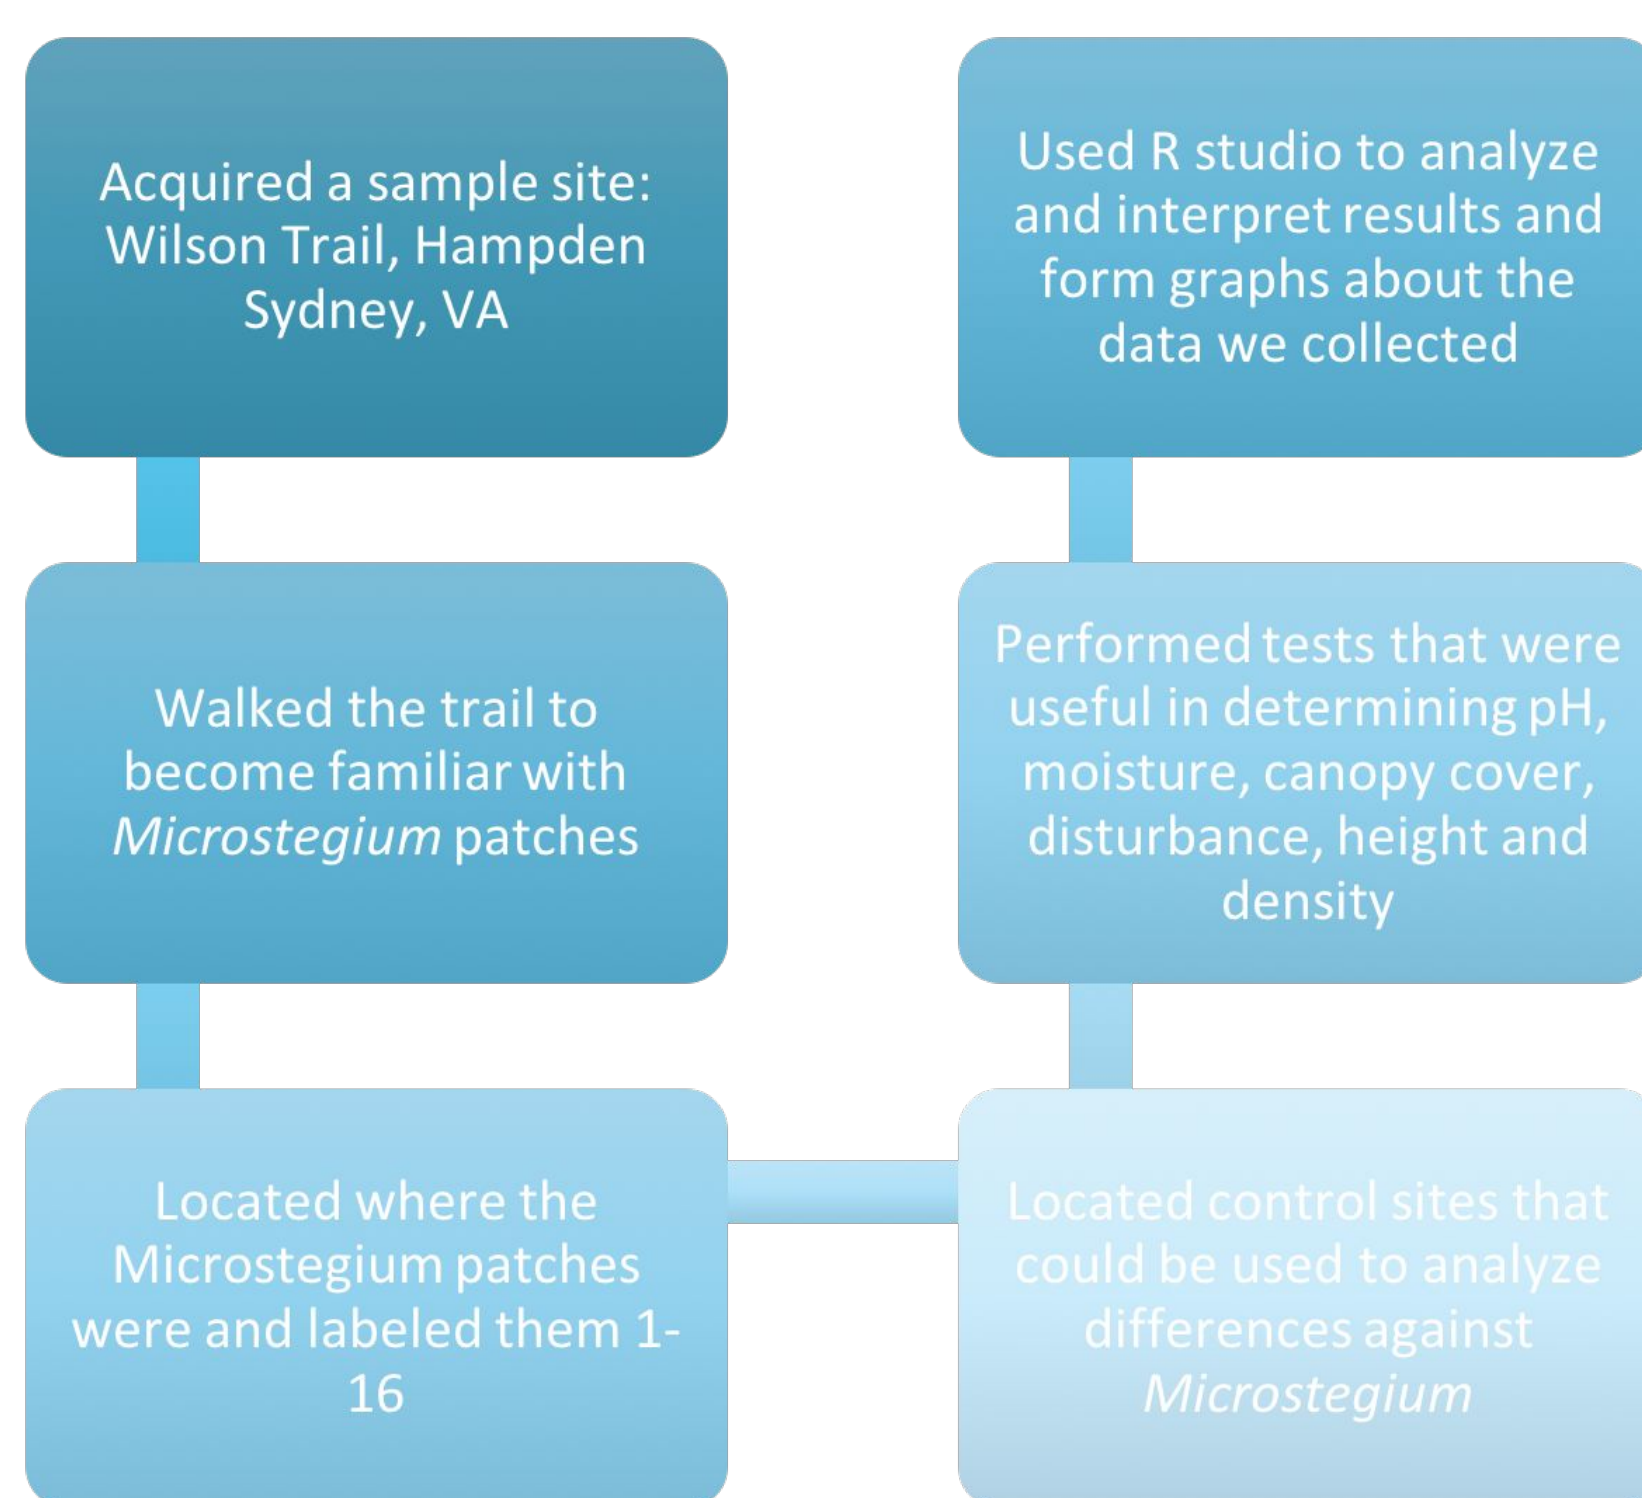 Acquired a sample site:
Wilson Trail, Hampden
Sydney, VA
Walked the trail to
become familiar with
Microstegium patches
Located where the
Microstegium patches
were and labeled them 1-
16
Located control sites that
could be used to analyze
differences against
Microstegium
Performed tests that were
useful in determining pH,
moisture, canopy cover,
disturbance, height and
density
Used R studio to analyze
and interpret results and
form graphs about the
data we collected